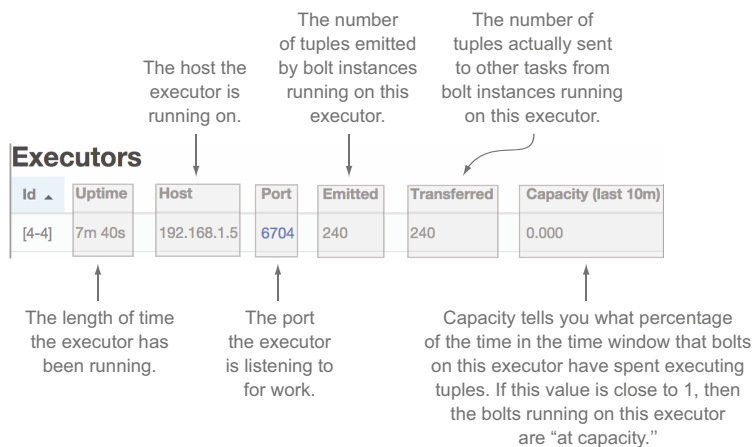 The number
of tuples emitted
by bolt instances
running on this
executor.
The number of
tuples actually sent
to other tasks from
bolt instances running
on this executor.
The host the
executor is
running on.
Executors
Id Uptime Host Port Emitted Transferred Capacity (last 10m)
[4-4] 7m 40s 192.168.1.5 6704 240 240 0.000
The length of time
the executor has
been running.
The port
the executor
is listening to
for work.
Capacity tells you what percentage
of the time in the time window that bolts
on this executor have spent executing
tuples. If this value is close to 1, then
the bolts running on this executor
are “at capacity.”